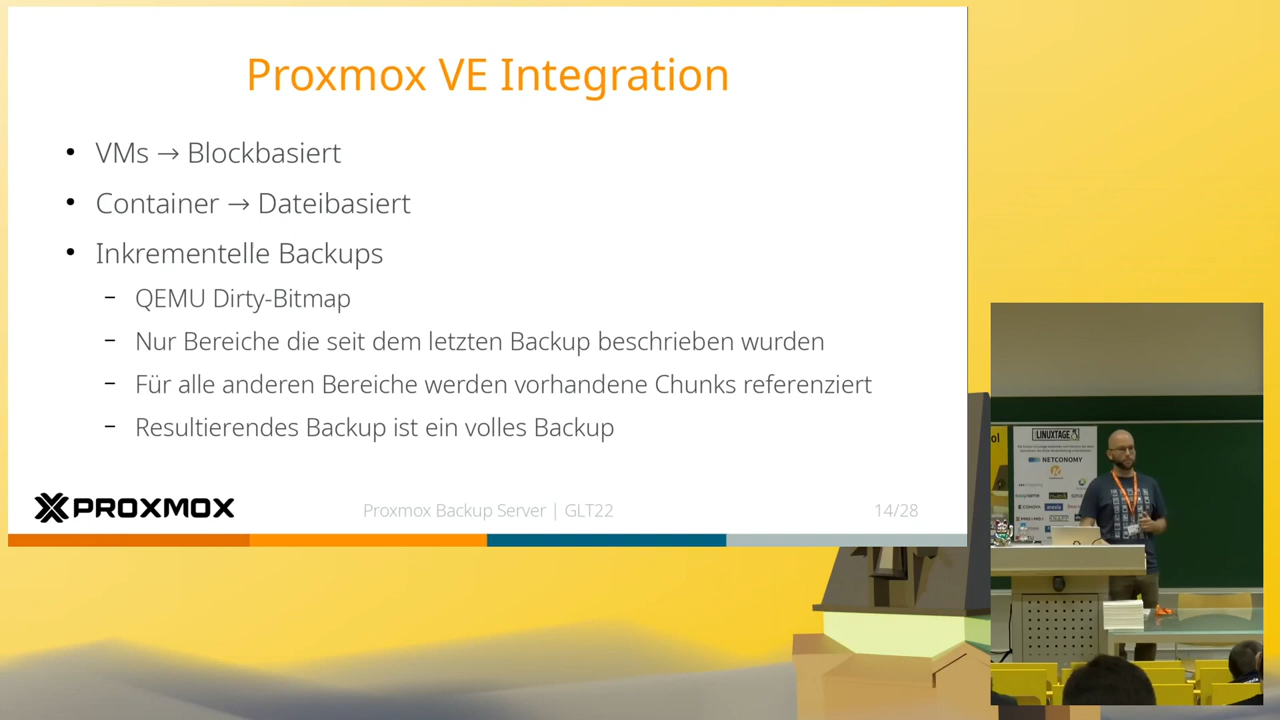 Proxmox VE Integration
• VMs → Blockbasiert
• Container → Dateibasiert
• Inkrementelle Backups
– QEMU Dirty-Bitmap
– Nur Bereiche die seit dem letzten Backup beschrieben wurden
– Für alle anderen Bereiche werden vorhandene Chunks referenziert
– Resultierendes Backup ist ein volles Backup
PROXMOX
Proxmox Backup Server | GLT22
14/28
LINUXTAGE
NETCONOMY